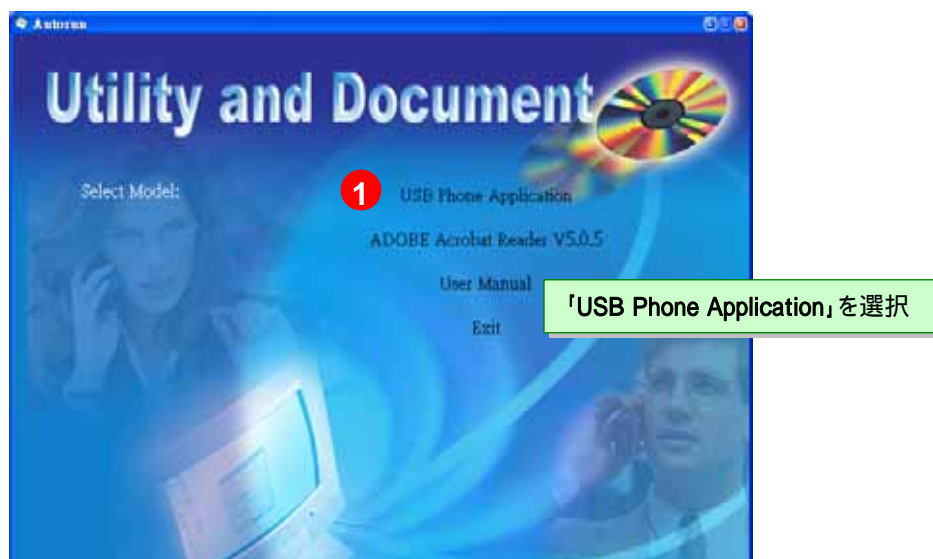 Autorun
Utility and Document
Select Model:
1 USB Phone Application
ADOBE Acrobat Reader V5.0.5
User Manual
「USB Phone Application」を選択
Exit